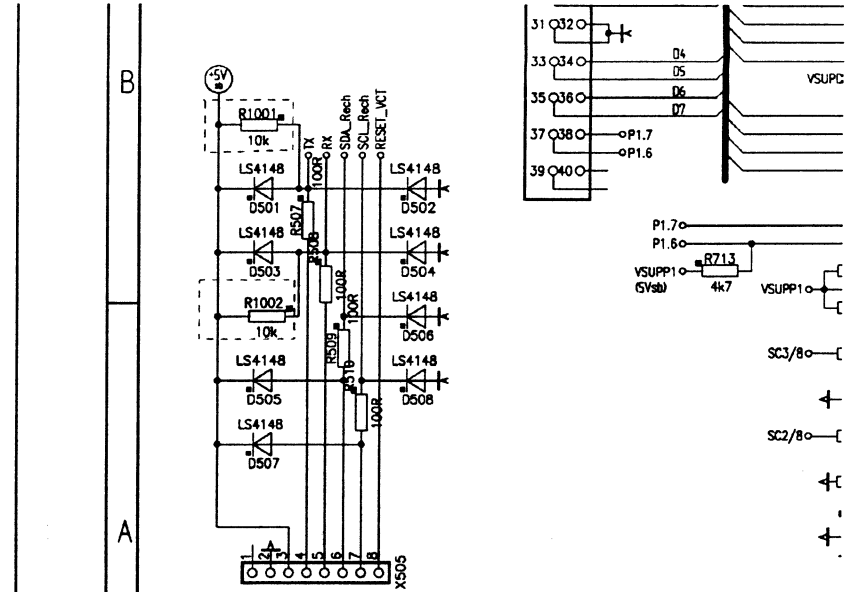 B
A
+5V
sb
R1001
10k
TX
RX
SDA_Rech
SCL_Rech
RESET_VCT
LS4148
D501
LS4148
D502
R507
100R
LS4148
D503
R508
100R
LS4148
D504
R1002
10k
LS4148
D506
R509
100R
LS4148
D505
R510
100R
LS4148
D508
LS4148
D507
1 2 3 4 5 6 7 8
X505
31 32
33 34
35 36
37 38
39 40
D4
D5
D6
D7
P1.7
P1.6
P1.7
P1.6
R713
4k7
VSUPP1
(5Vsb)
VSUPP1
SC3/8
SC2/8